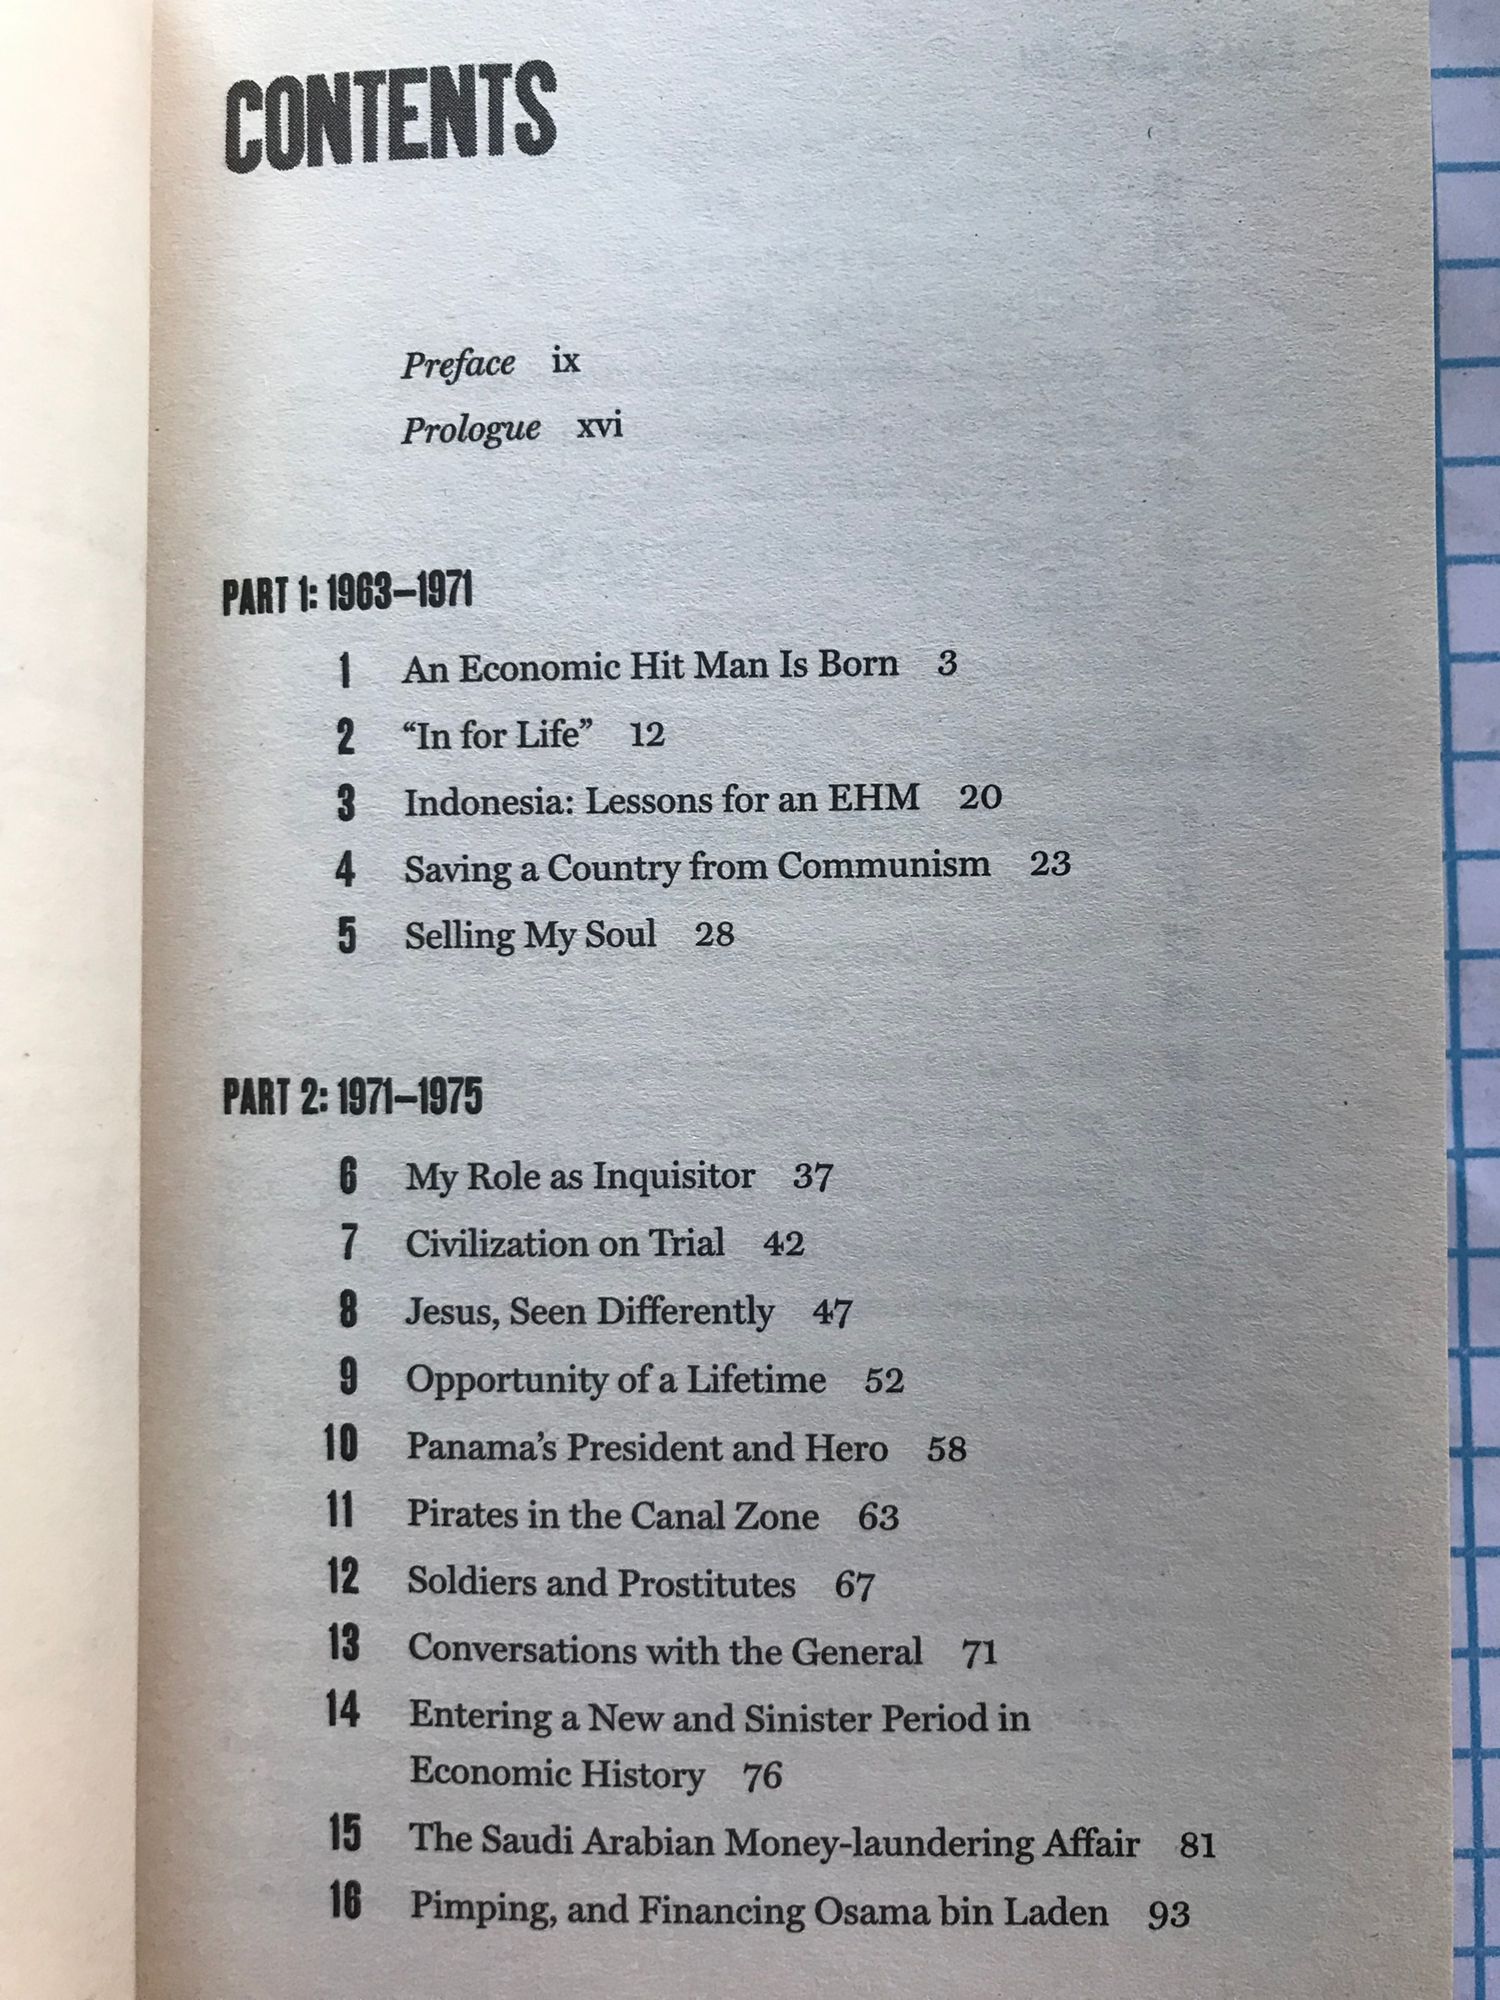 CONTENTS
Preface ix
Prologue xvi
PART 1: 1963–1971
1 An Economic Hit Man Is Born 3
2 “In for Life” 12
3 Indonesia: Lessons for an EHM 20
4 Saving a Country from Communism 23
5 Selling My Soul 28
PART 2: 1971–1975
6 My Role as Inquisitor 37
7 Civilization on Trial 42
8 Jesus, Seen Differently 47
9 Opportunity of a Lifetime 52
10 Panama’s President and Hero 58
11 Pirates in the Canal Zone 63
12 Soldiers and Prostitutes 67
13 Conversations with the General 71
14 Entering a New and Sinister Period in
Economic History 76
15 The Saudi Arabian Money-laundering Affair 81
16 Pimping, and Financing Osama bin Laden 93